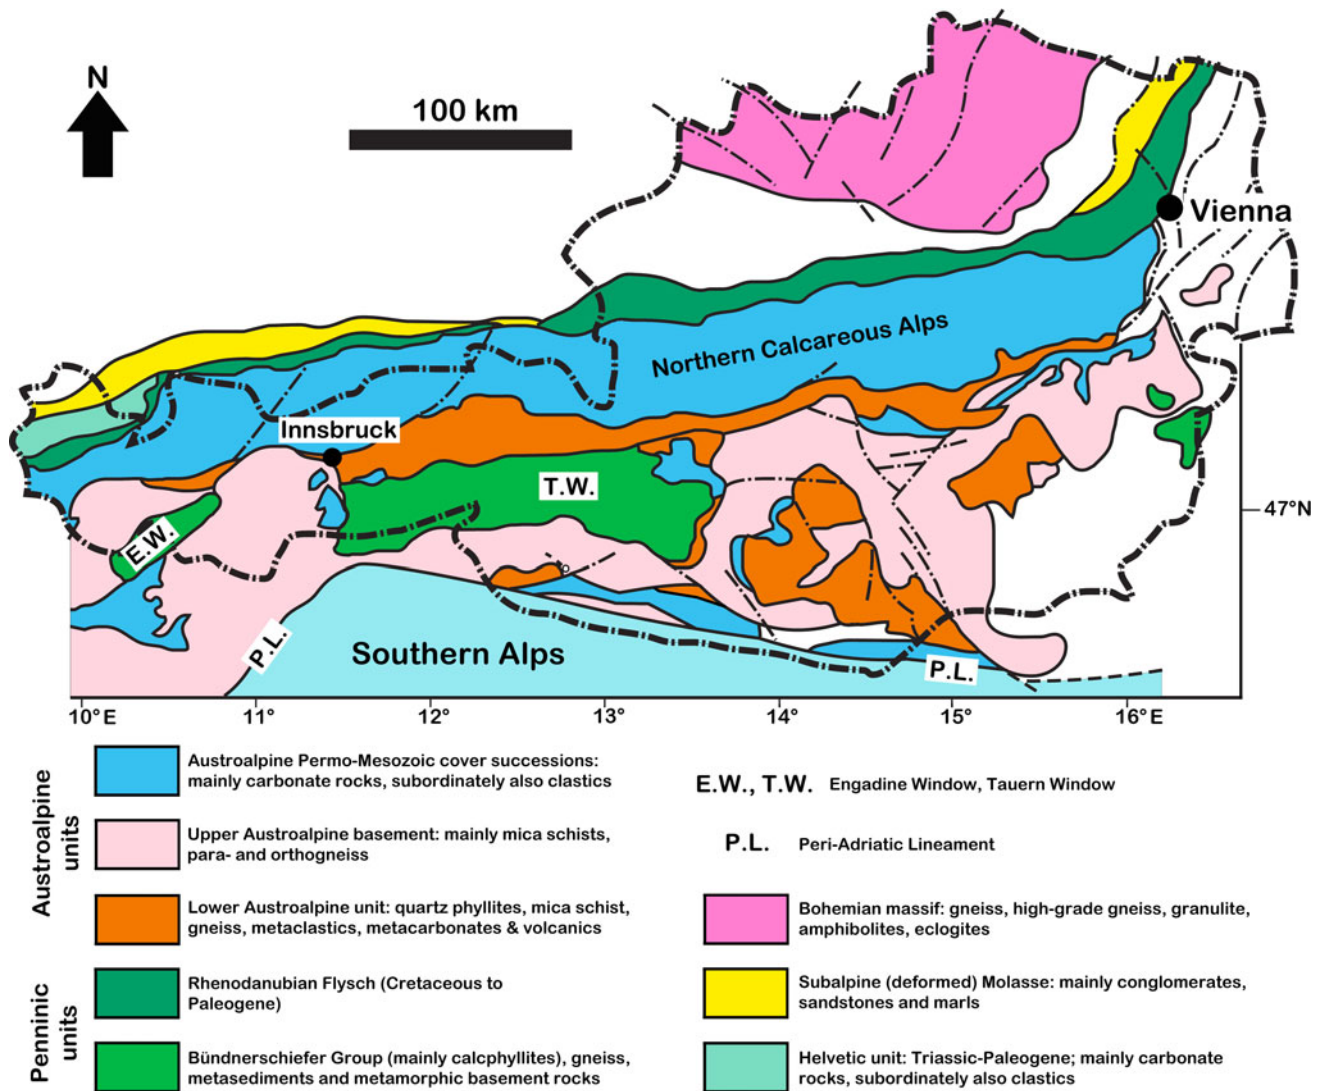 N
100 km
Vienna
Northern Calcareous Alps
Innsbruck
T.W.
47°N
E.W.
P.L.
Southern Alps
P.L.
10°E
11°
12°
13°
14°
15°
16°E
Austroalpine
units
Austroalpine Permo-Mesozoic cover successions:
mainly carbonate rocks, subordinately also clastics
Upper Austroalpine basement: mainly mica schists,
para- and orthogneiss
Lower Austroalpine unit: quartz phyllites, mica schist,
gneiss, metaclastics, metacarbonates & volcanics
Penninic
units
Rhenodanubian Flysch (Cretaceous to
Paleogene)
Bündnerschiefer Group (mainly calcphyllites), gneiss,
metasediments and metamorphic basement rocks
E.W., T.W. Engadine Window, Tauern Window
P.L. Peri-Adriatic Lineament
Bohemian massif: gneiss, high-grade gneiss, granulite,
amphibolites, eclogites
Subalpine (deformed) Molasse: mainly conglomerates,
sandstones and marls
Helvetic unit: Triassic-Paleogene; mainly carbonate
rocks, subordinately also clastics